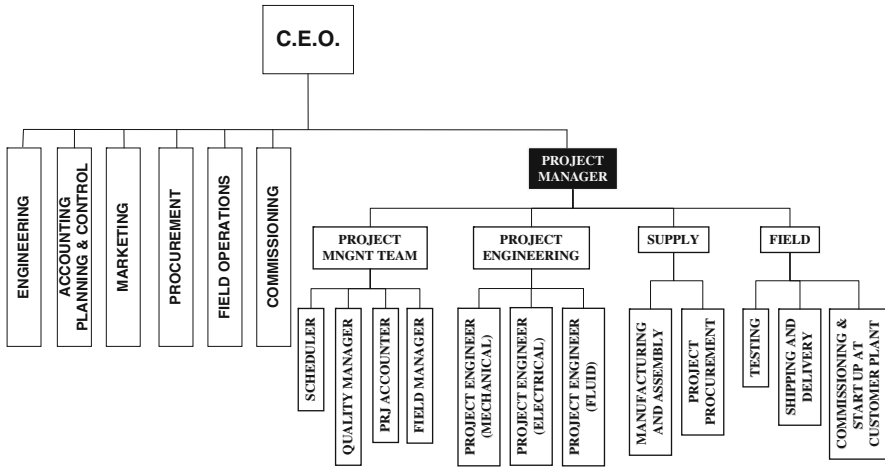 C.E.O.
PROJECT
MANAGER
ENGINEERING
ACCOUNTING
PLANNING & CONTROL
MARKETING
PROCUREMENT
FIELD OPERATIONS
COMMISSIONING
PROJECT
MNGNT TEAM
PROJECT
ENGINEERING
SUPPLY
FIELD
SCHEDULER
QUALITY MANAGER
PRJ ACCOUNTER
FIELD MANAGER
PROJECT ENGINEER
(MECHANICAL)
PROJECT ENGINEER
(ELECTRICAL)
PROJECT ENGINEER
(FLUID)
MANUFACTURING
AND ASSEMBLY
PROJECT
PROCUREMENT
TESTING
SHIPPING AND
DELIVERY
COMMISSIONING &
START UP AT
CUSTOMER PLANT